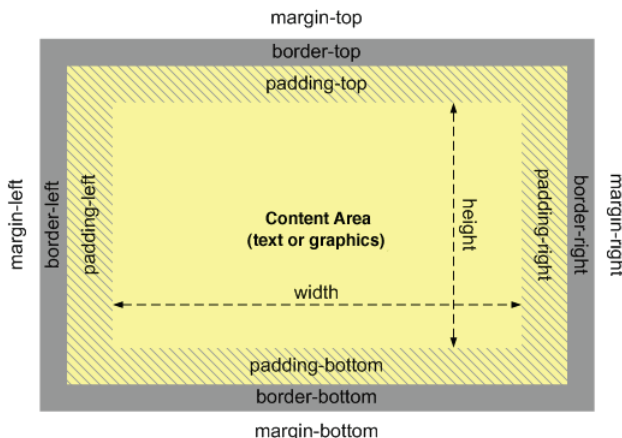 margin-top
border-top
padding-top
margin-left
border-left
padding-left
Content Area
(text or graphics)
height
padding-right
border-right
margin-right
width
padding-bottom
border-bottom
margin-bottom